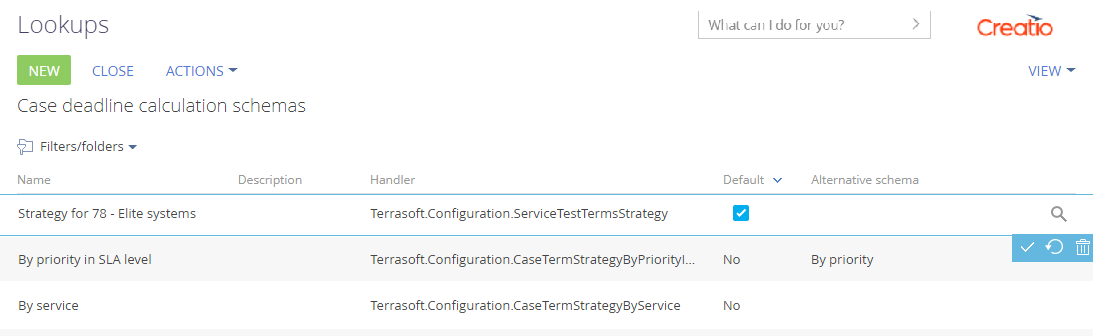 Lookups
What can I do for you?
Creatio
NEW CLOSE ACTIONS VIEW
Case deadline calculation schemas
Filters/folders
Name Description Handler Default Alternative schema
Strategy for 78 - Elite systems Terrasoft.Configuration.ServiceTestTermsStrategy
By priority in SLA level Terrasoft.Configuration.CaseTermStrategyByPriorityI... No By priority
By service Terrasoft.Configuration.CaseTermStrategyByService No